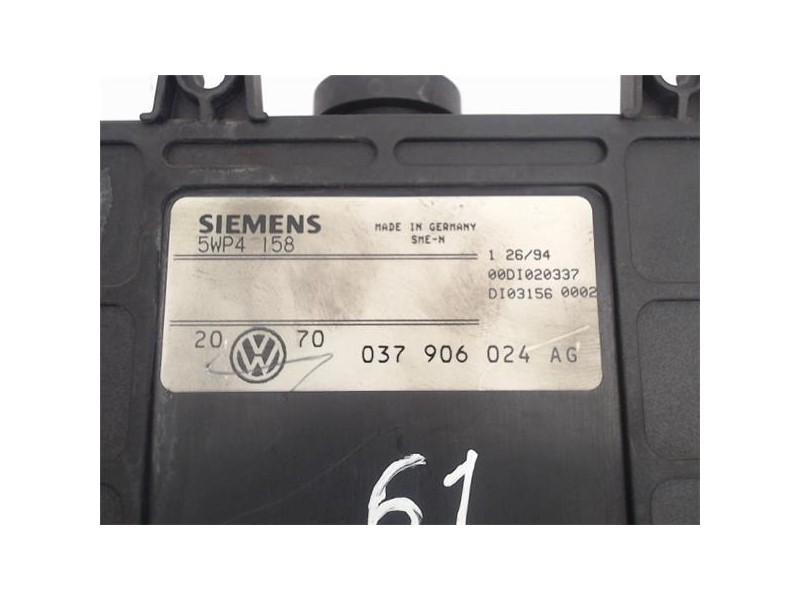 SIEMENS
5WP4 158
MADE IN GERMANY
SME-N
1 26/94
00DI020337
DI03156 0002
20 VW 70
037 906 024 AG
61